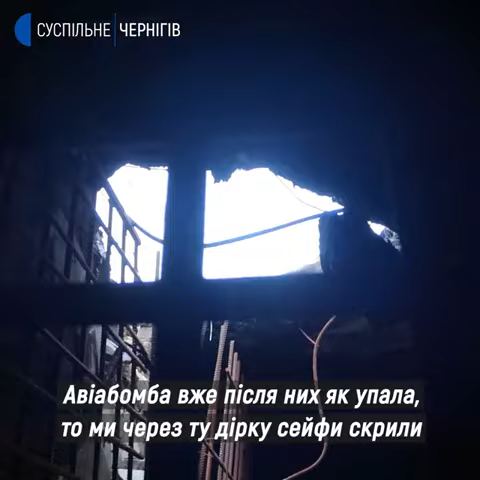 СУСПІЛЬНЕ ЧЕРНІГІВ
Авіабомба вже після них як упала,
то ми через ту дірку сейфи скрили